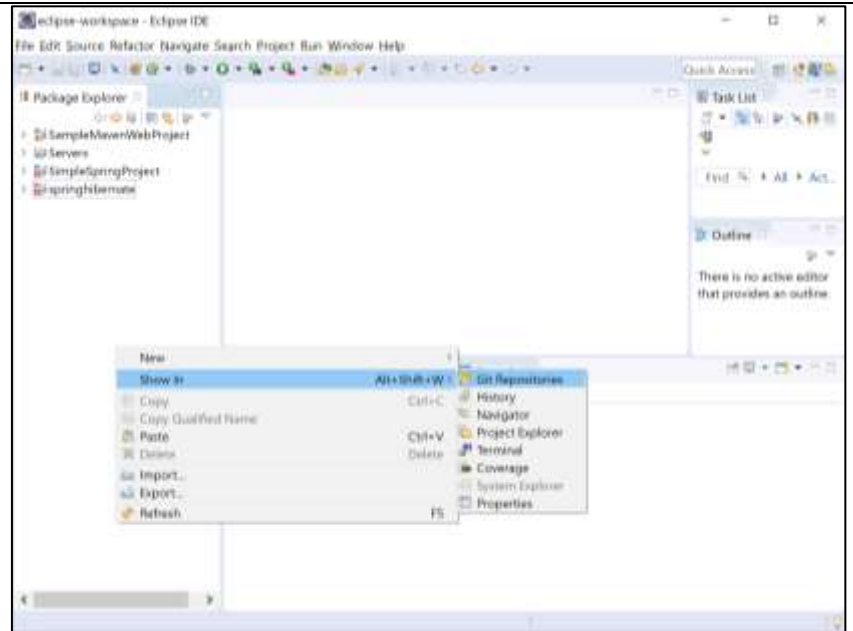 eclipse-workspace - Eclipse IDE
File Edit Source Refactor Navigate Search Project Run Window Help
Quick Access
Package Explorer
SampleMavenWebProject
Servers
SimpleSpringProject
springhibernate
Task List
Find All Act...
Outline
There is no active editor
that provides an outline.
New
Show In Alt+Shift+W
Copy Ctrl+C
Copy Qualified Name
Paste Ctrl+V
Delete Delete
Import...
Export...
Refresh F5
Git Repositories
History
Navigator
Project Explorer
Terminal
Coverage
System Explorer
Properties